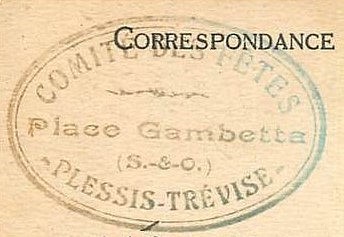 CORRESPONDANCE
COMITÉ DES FÊTES
Place Gambetta
(S.-&-O.)
- PLESSIS-TRÉVISE -